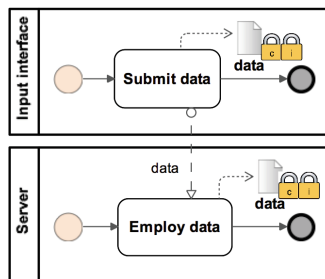 Input interface
Submit data
data
c i
data
Server
Employ data
data
c i